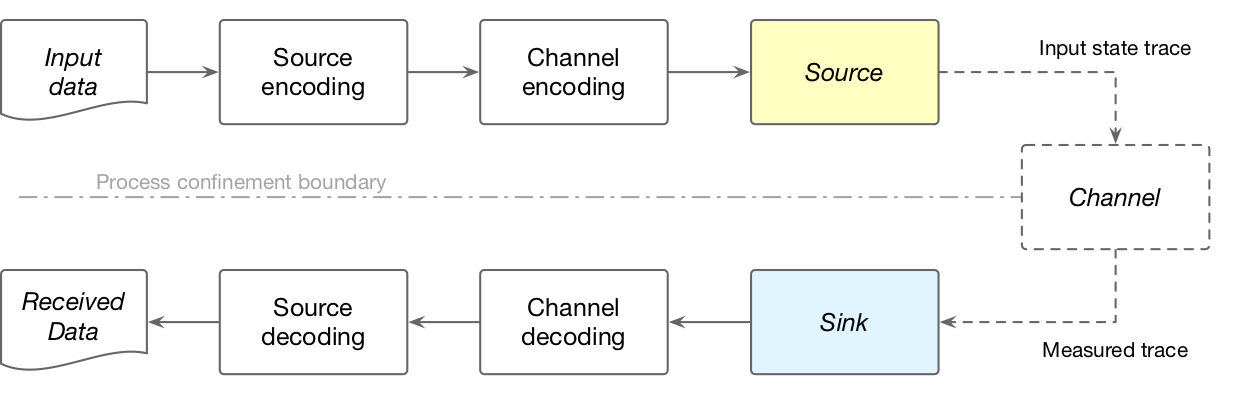 Input
data
Source
encoding
Channel
encoding
Source
Input state trace
Process confinement boundary
Channel
Received
Data
Source
decoding
Channel
decoding
Sink
Measured trace